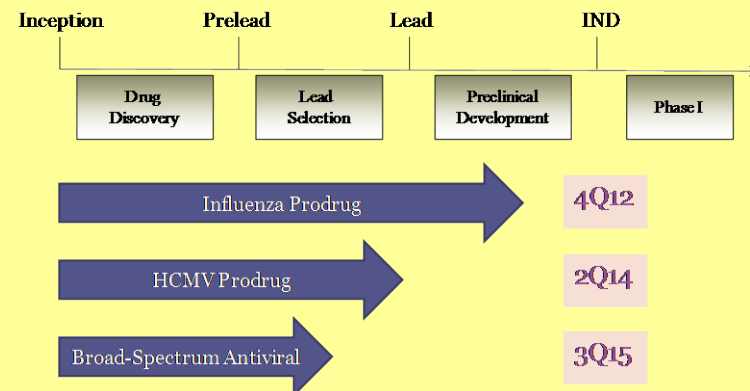 Inception Prelead Lead IND
Drug Lead Preclinical Phase I
Discovery Selection Development
Influenza Prodrug 4Q12
HCMV Prodrug 2Q14
Broad-Spectrum Antiviral 3Q15